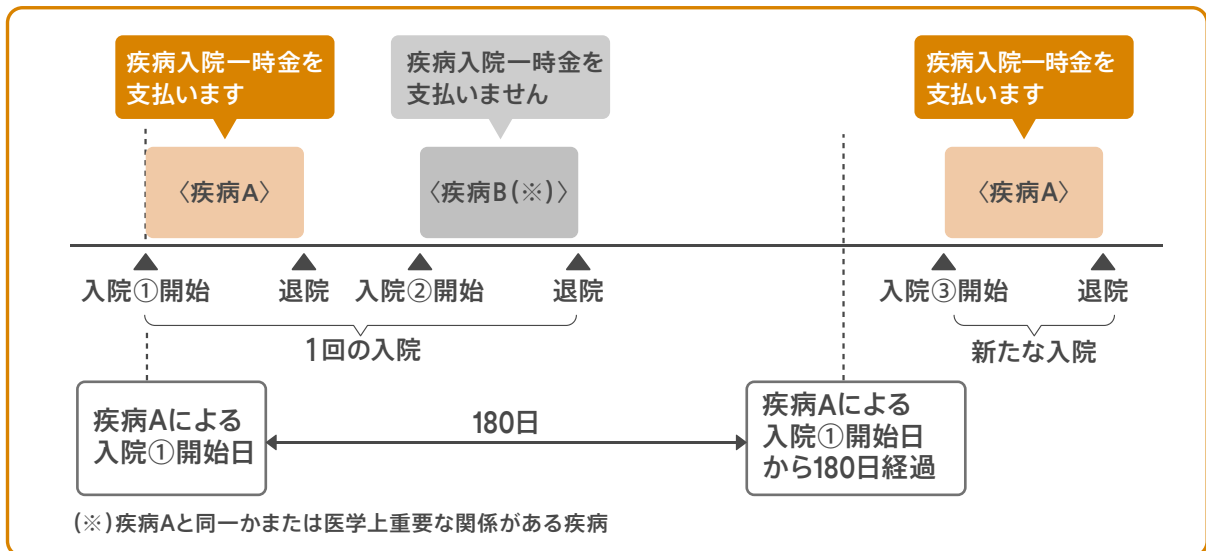 疾病入院一時金を
支払います
疾病入院一時金を
支払いません
疾病入院一時金を
支払います
〈疾病A〉
〈疾病B(※)〉
〈疾病A〉
入院①開始
退院
入院②開始
退院
入院③開始
退院
1回の入院
新たな入院
疾病Aによる
入院①開始日
180日
疾病Aによる
入院①開始日
から180日経過
(※)疾病Aと同一かまたは医学上重要な関係がある疾病